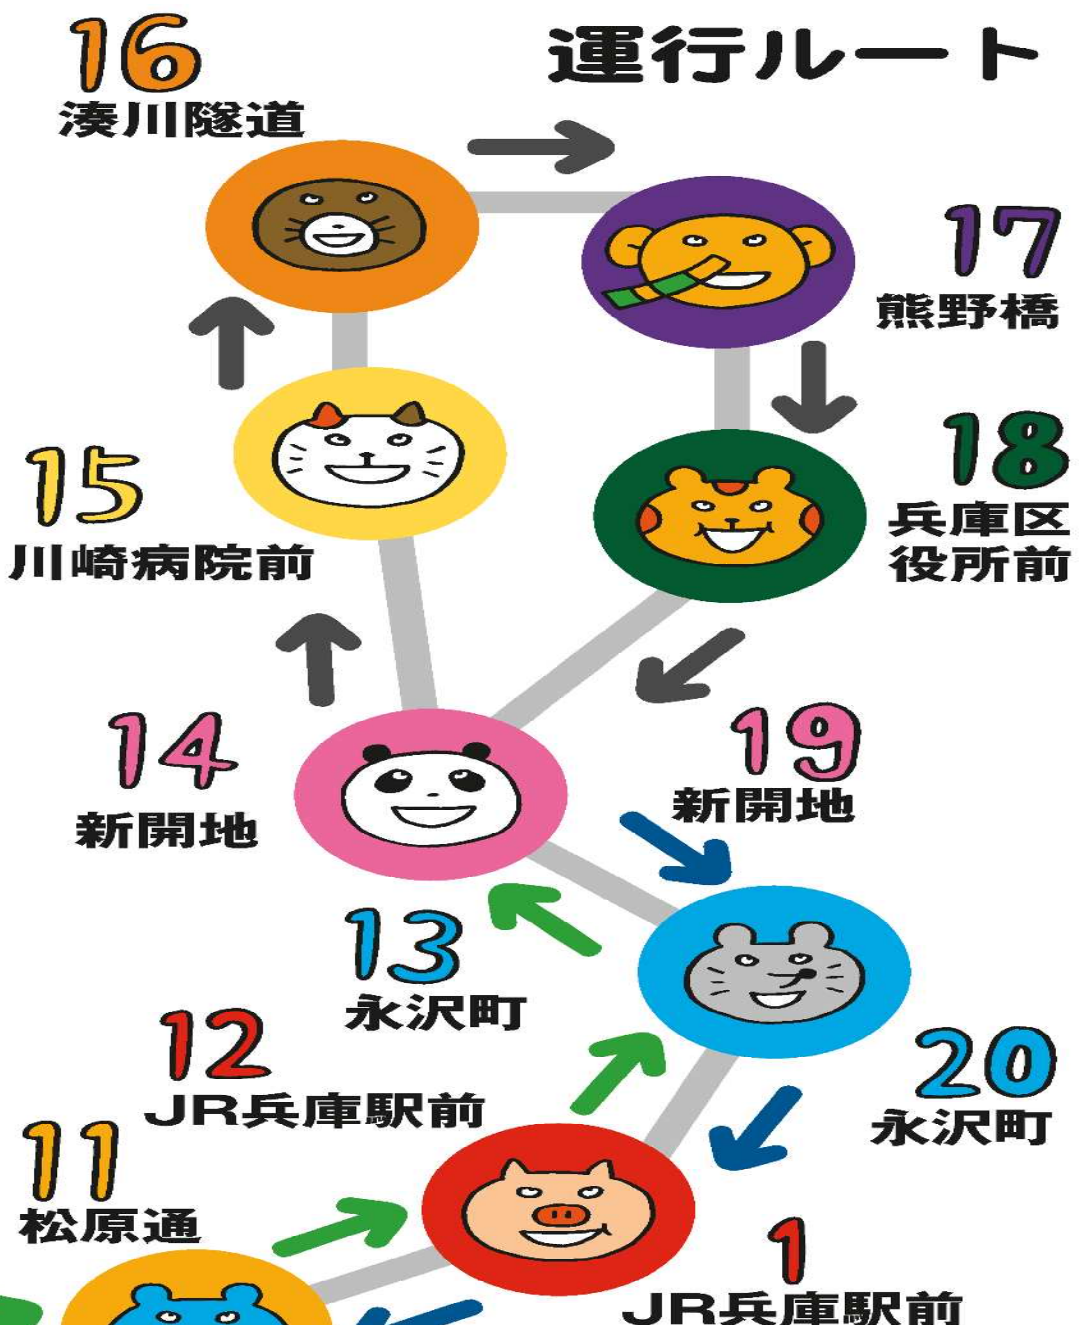 運行ルート
16
湊川隧道
17
熊野橋
18
兵庫区
役所前
15
川崎病院前
14
新開地
19
新開地
13
永沢町
12
JR兵庫駅前
20
永沢町
11
松原通
1
JR兵庫駅前